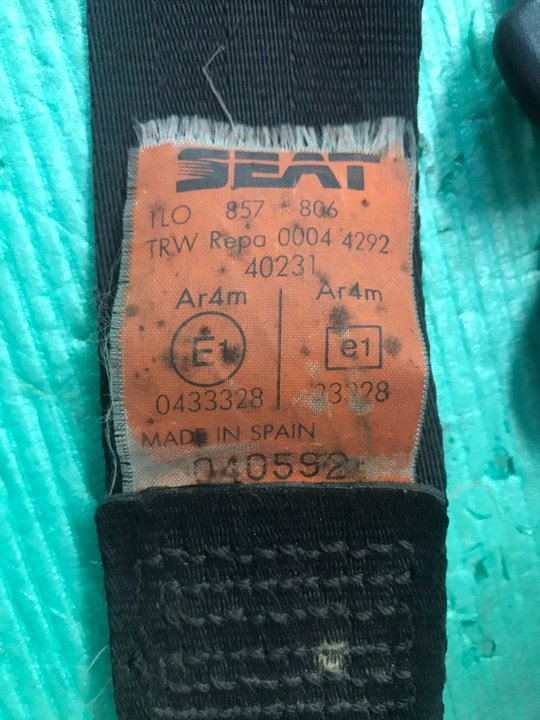 SEAT
1L0 857 806
TRW Repa 0004 4292
40231
Ar4m Ar4m
E1 e1
0433328
MADE IN SPAIN
040592